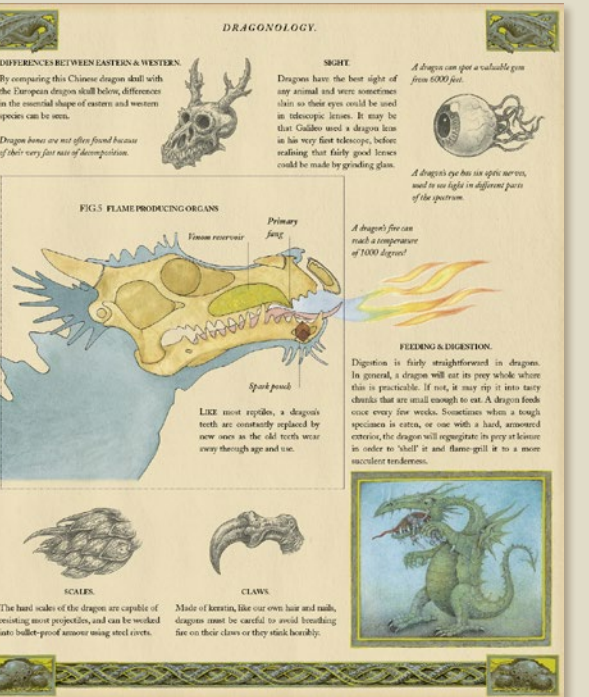 DRAGONOLOGY.
DIFFERENCES BETWEEN EASTERN & WESTERN.
By comparing this Chinese dragon skull with
the European dragon skull below, differences
in the essential shape of eastern and western
species can be seen.
Dragon bones are not often found because
of their very fast rate of decomposition.
SIGHT.
Dragons have the best sight of
any animal and were sometimes
slain so their eyes could be used
in telescopic lenses. It may be
that Galileo used a dragon lens
in his very first telescope, before
realising that fairly good lenses
could be made by grinding glass.
A dragon can spot a valuable gem
from 6000 feet.
A dragon's eye has six optic nerves,
used to see light in different parts
of the spectrum.
FIG.5 FLAME PRODUCING ORGANS
Venom reservoir
Primary
fang
Spark pouch
LIKE most reptiles, a dragon's
teeth are constantly replaced by
new ones as the old teeth wear
away through age and use.
A dragon's fire can
reach a temperature
of 1000 degrees!
FEEDING & DIGESTION.
Digestion is fairly straightforward in dragons.
In general, a dragon will eat its prey whole where
this is practicable. If not, it may rip it into tasty
chunks that are small enough to eat. A dragon feeds
once every few weeks. Sometimes when a tough
specimen is eaten, or one with a hard, armoured
exterior, the dragon will regurgitate its prey at leisure
in order to 'shell' it and flame-grill it to a more
succulent tenderness.
SCALES.
The hard scales of the dragon are capable of
resisting most projectiles, and can be worked
into bullet-proof armour using steel rivets.
CLAWS.
Made of keratin, like our own hair and nails,
dragons must be careful to avoid breathing
fire on their claws or they stink horribly.